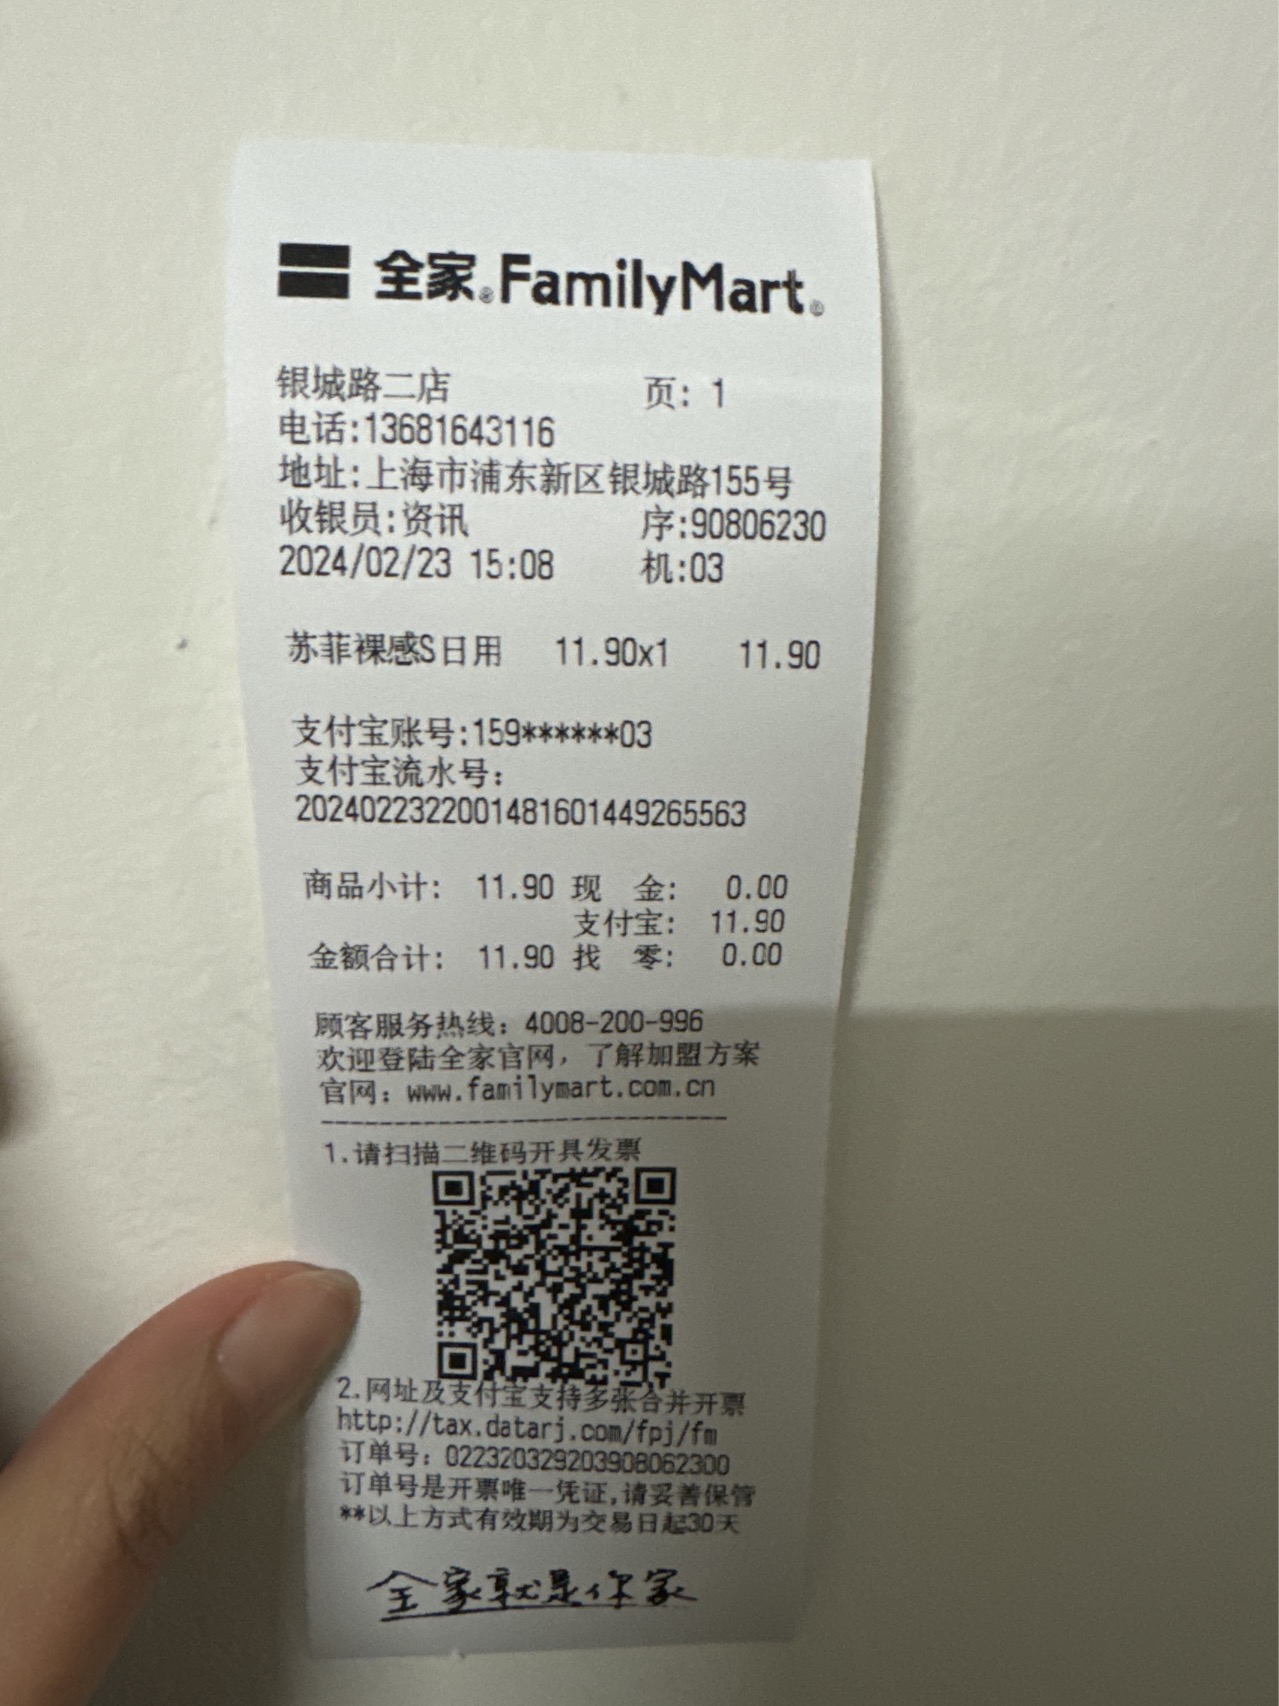 全家®FamilyMart®
银城路二店 页: 1
电话:13681643116
地址:上海市浦东新区银城路155号
收银员:资讯 序:90806230
2024/02/23 15:08 机:03
苏菲裸感S日用 11.90x1 11.90
支付宝账号:159******03
支付宝流水号:
2024022322001481601449265563
商品小计: 11.90 现 金: 0.00
支付宝: 11.90
金额合计: 11.90 找 零: 0.00
顾客服务热线: 4008-200-996
欢迎登陆全家官网,了解加盟方案
官网: www.familymart.com.cn
1.请扫描二维码开具发票
2.网址及支付宝支持多张合并开票
http://tax.datarj.com/fpj/fm
订单号: 022320329203908062300
订单号是开票唯一凭证,请妥善保管
**以上方式有效期为交易日起30天
全家就是你家